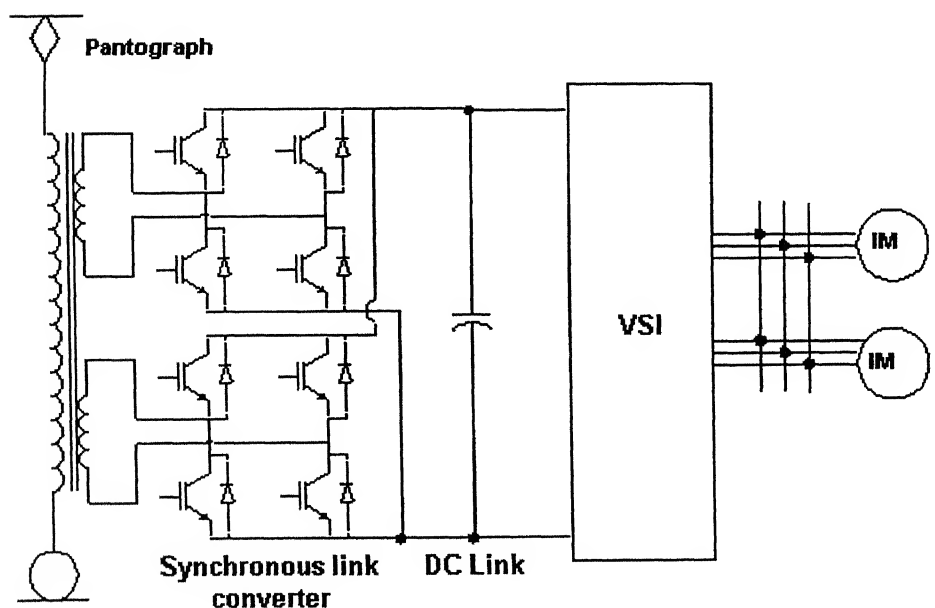 Pantograph
VSI
IM
IM
Synchronous link
converter
DC Link